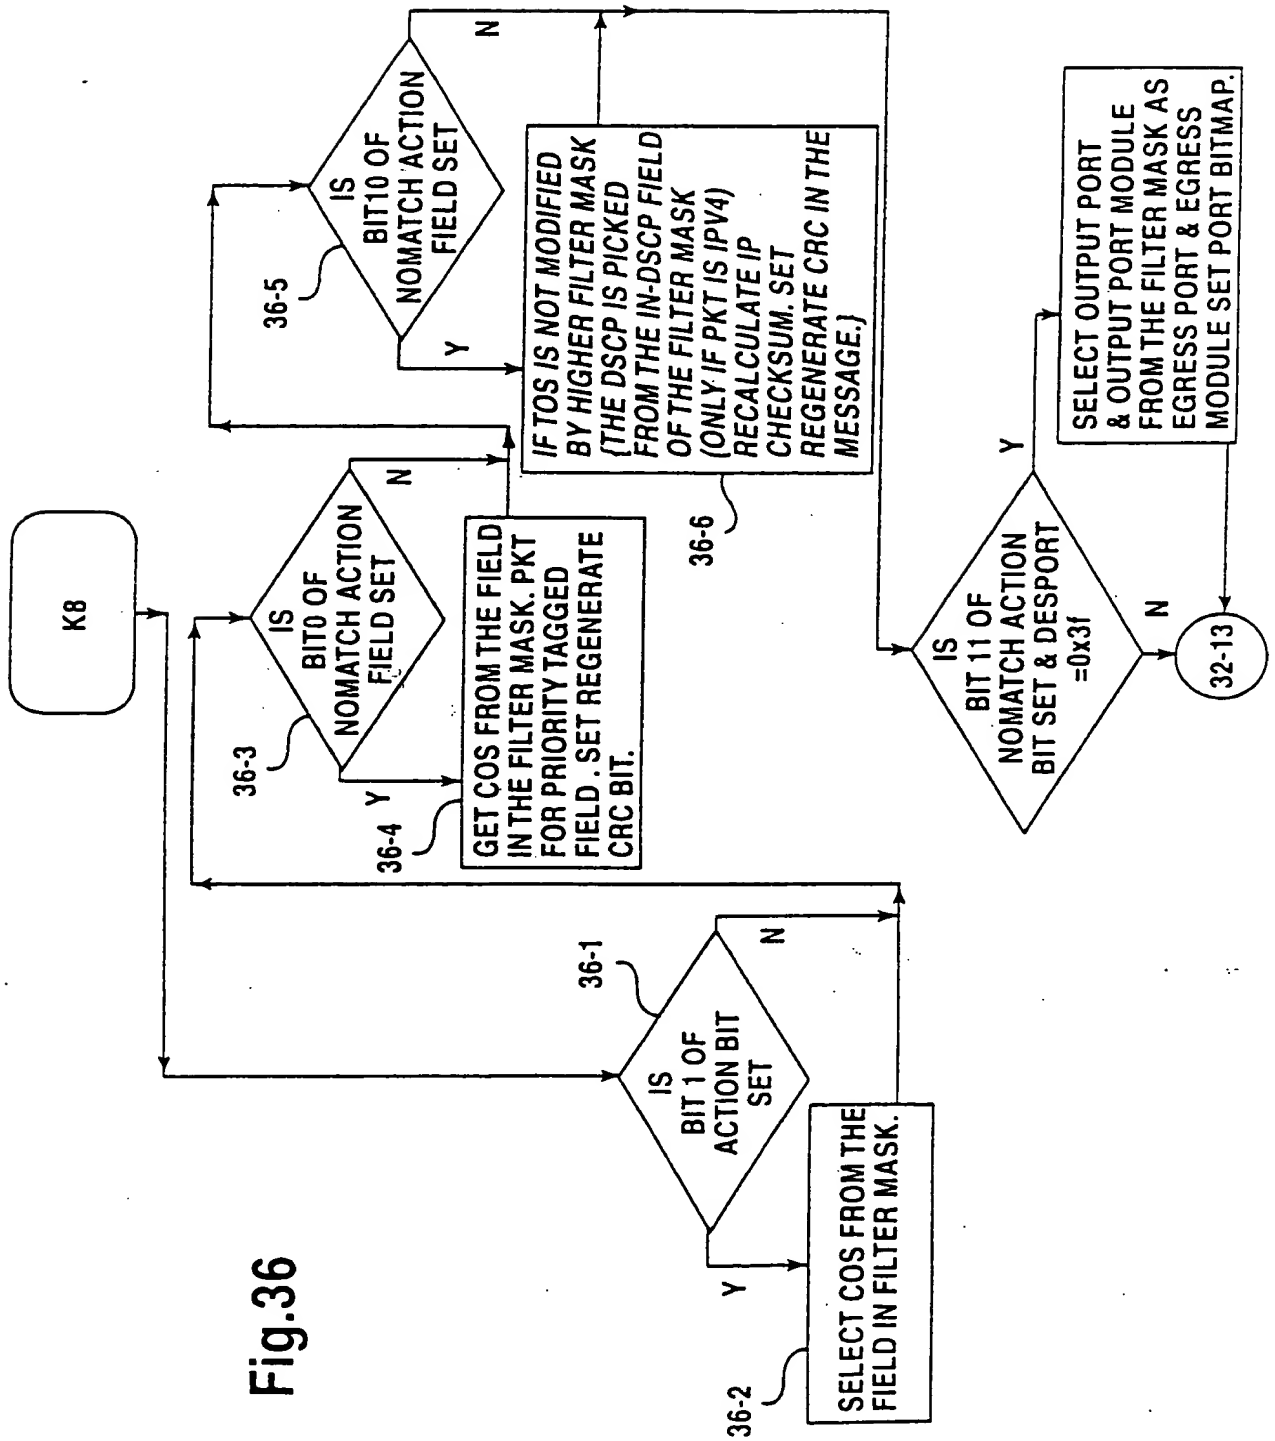 Fig.36
K8
36-1
IS
BIT 1 OF
ACTION BIT
SET
Y
N
36-2
SELECT COS FROM THE
FIELD IN FILTER MASK.
36-3
IS
BIT0 OF
NOMATCH ACTION
FIELD SET
Y
N
36-4
GET COS FROM THE FIELD
IN THE FILTER MASK. PKT
FOR PRIORITY TAGGED
FIELD. SET REGENERATE
CRC BIT.
36-5
IS
BIT10 OF
NOMATCH ACTION
FIELD SET
Y
N
36-6
IF TOS IS NOT MODIFIED
BY HIGHER FILTER MASK
{THE DSCP IS PICKED
FROM THE IN-DSCP FIELD
OF THE FILTER MASK
(ONLY IF PKT IS IPV4)
RECALCULATE IP
CHECKSUM. SET
REGENERATE CRC IN THE
MESSAGE.}
IS
BIT 11 OF
NOMATCH ACTION
BIT SET & DESPORT
=0x3f
Y
N
SELECT OUTPUT PORT
& OUTPUT PORT MODULE
FROM THE FILTER MASK AS
EGRESS PORT & EGRESS
MODULE SET PORT BITMAP.
32-13